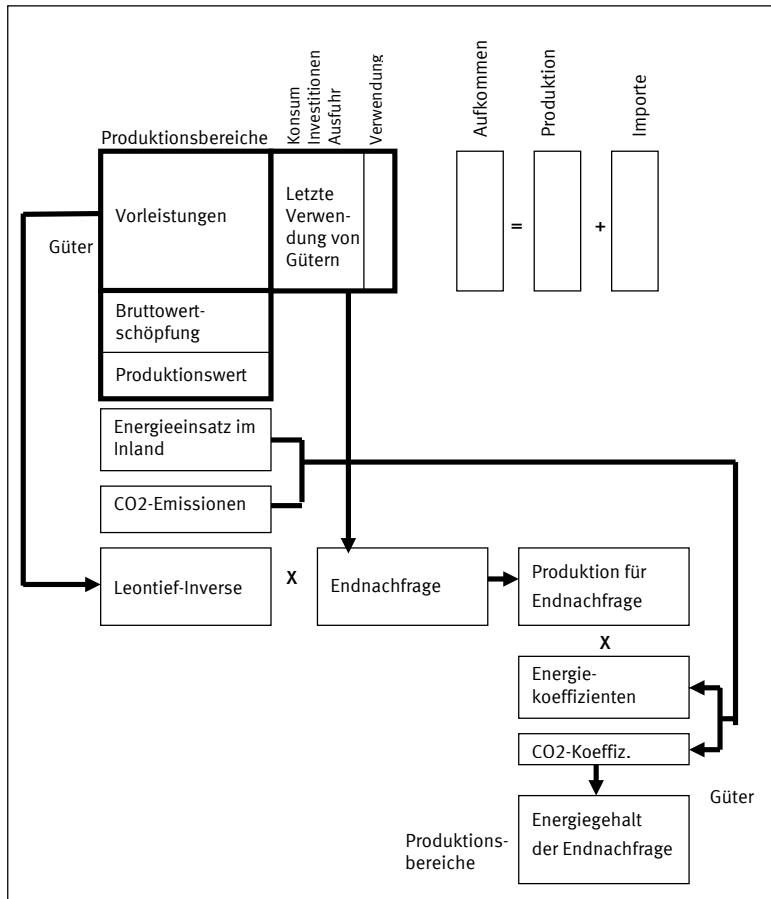 Konsum
Investitionen
Ausfuhr
Verwendung
Aufkommen
Produktion
Importe
Produktionsbereiche
Güter
Vorleistungen
Letzte
Verwen-
dung von
Gütern
=
+
Bruttowert-
schöpfung
Produktionswert
Energieeinsatz im
Inland
CO2-Emissionen
Leontief-Inverse
X
Endnachfrage
Produktion für
Endnachfrage
X
Energie-
koeffizienten
CO2-Koeffiz.
Güter
Produktions-
bereiche
Energiegehalt
der Endnachfrage